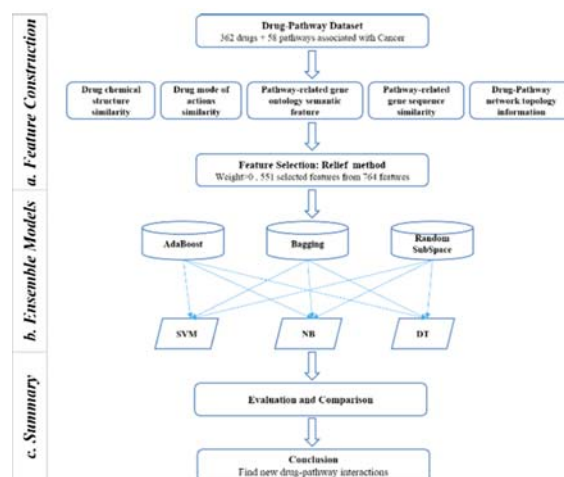 Drug-Pathway Dataset
362 drugs + 58 pathways associated with Cancer
Drug chemical
structure
similarity
Drug mode of
actions
similarity
Pathway-related gene
ontology semantic
feature
Pathway-related
gene sequence
similarity
Drug-Pathway
network topology
information
Feature Selection: Relief method
Weight>0 , 551 selected features from 764 features
a. Feature Construction
AdaBoost
Bagging
Random
SubSpace
SVM
NB
DT
b. Ensemble Models
Evaluation and Comparison
Conclusion
Find new drug-pathway interactions
c. Summary